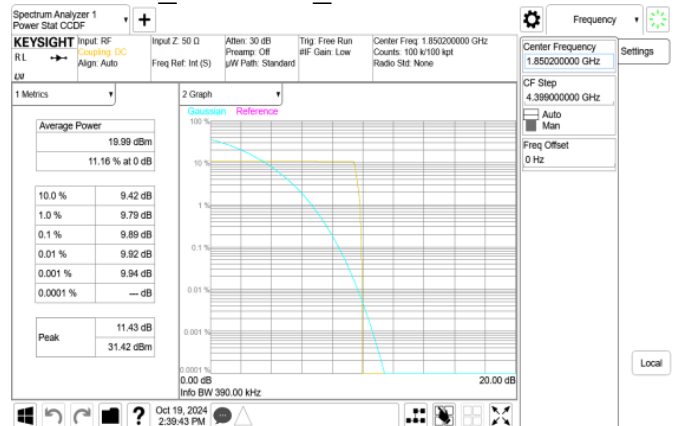 Spectrum Analyzer 1
Power Stat CCDF
Frequency
KEYSIGHT
RL
Input: RF
Coupling: DC
Align: Auto
Input Z: 50 Ω
Freq Ref: Int (S)
Atten: 30 dB
Preamp: Off
µW Path: Standard
Trig: Free Run
#IF Gain: Low
Center Freq: 1.850200000 GHz
Counts: 100 k/100 kpt
Radio Std: None
1 Metrics
Average Power
19.99 dBm
11.16 % at 0 dB
10.0 % 9.42 dB
1.0 % 9.79 dB
0.1 % 9.89 dB
0.01 % 9.92 dB
0.001 % 9.94 dB
0.0001 % --- dB
Peak
11.43 dB
31.42 dBm
2 Graph
Gaussian Reference
100 %
10 %
1 %
0.1 %
0.01 %
0.001 %
0.0001 %
0.00 dB 20.00 dB
Info BW 390.00 kHz
Center Frequency
1.850200000 GHz
CF Step
4.399000000 GHz
Auto
Man
Freq Offset
0 Hz
Settings
Local
?
Oct 19, 2024
2:39:43 PM